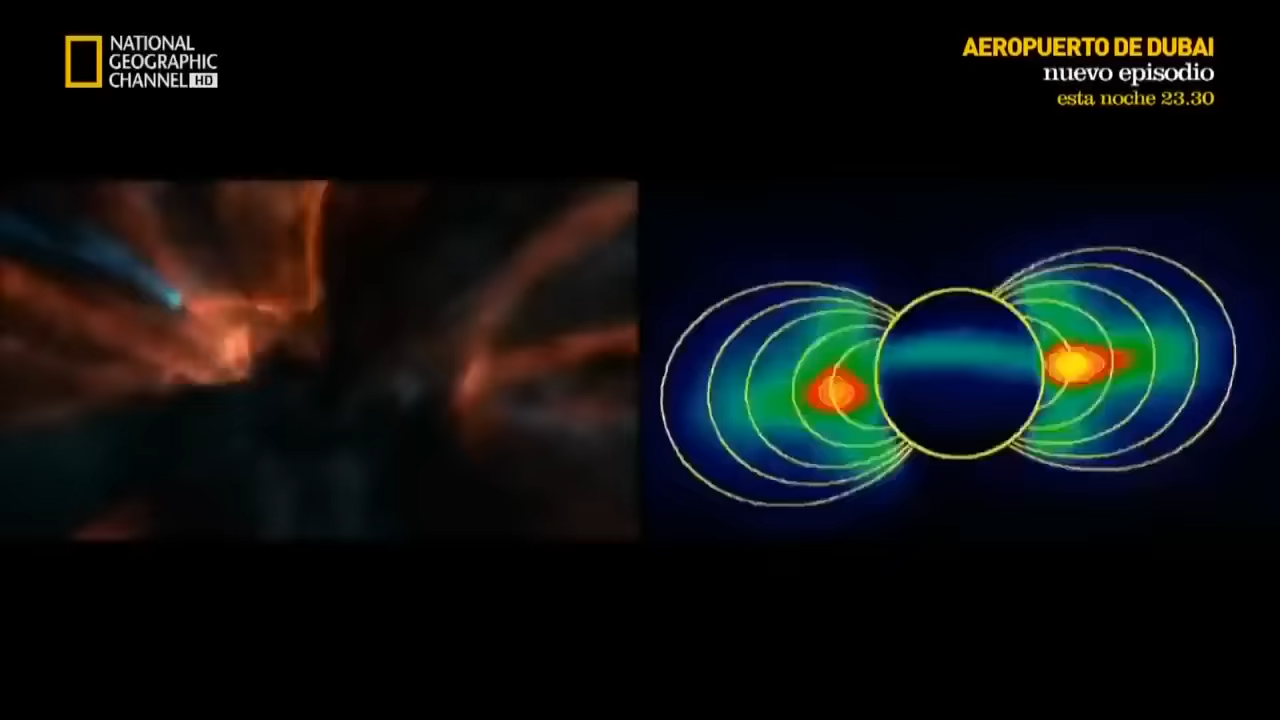 NATIONAL
GEOGRAPHIC
CHANNEL HD
AEROPUERTO DE DUBAI
nuevo episodio
esta noche 23.30